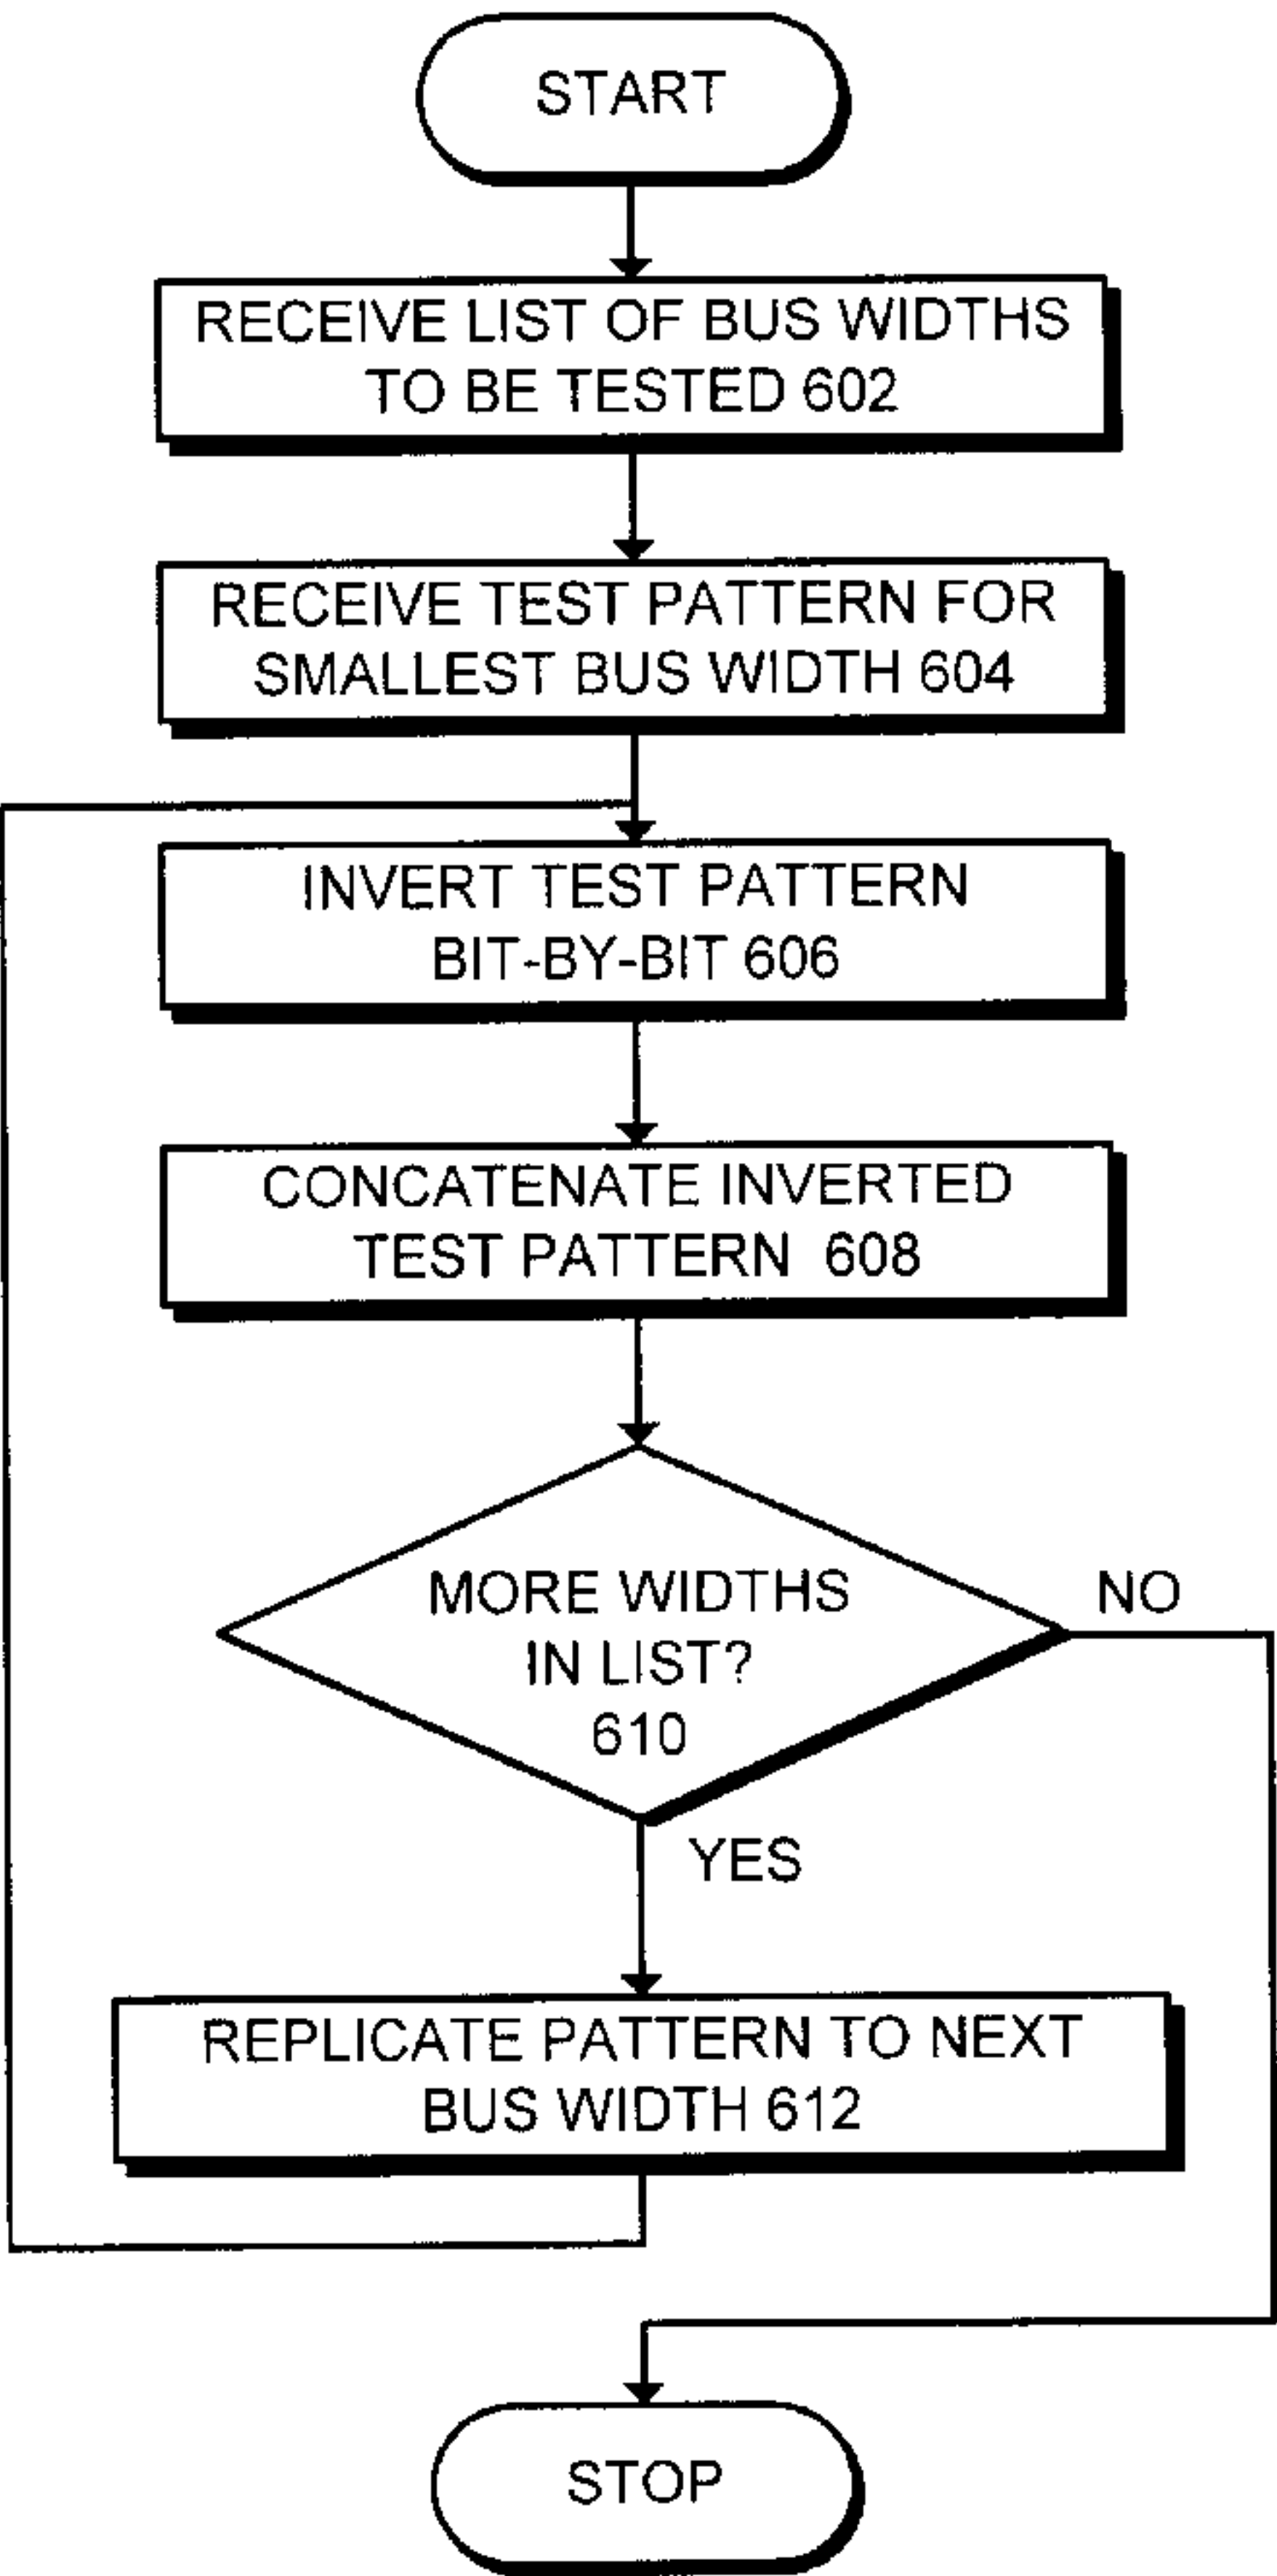 START
RECEIVE LIST OF BUS WIDTHS
TO BE TESTED 602
RECEIVE TEST PATTERN FOR
SMALLEST BUS WIDTH 604
INVERT TEST PATTERN
BIT-BY-BIT 606
CONCATENATE INVERTED
TEST PATTERN 608
MORE WIDTHS
IN LIST?
610
NO
YES
REPLICATE PATTERN TO NEXT
BUS WIDTH 612
STOP